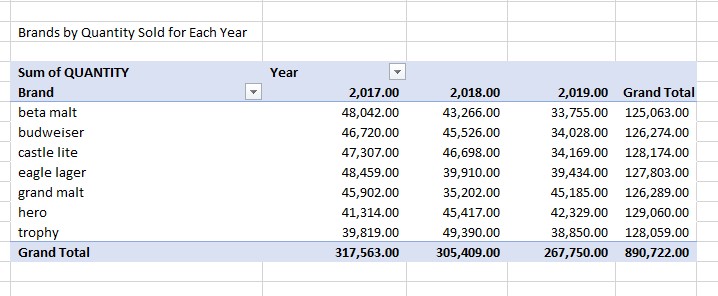 Brands by Quantity Sold for Each Year
Sum of QUANTITY Year
Brand 2,017.00 2,018.00 2,019.00 Grand Total
beta malt 48,042.00 43,266.00 33,755.00 125,063.00
budweiser 46,720.00 45,526.00 34,028.00 126,274.00
castle lite 47,307.00 46,698.00 34,169.00 128,174.00
eagle lager 48,459.00 39,910.00 39,434.00 127,803.00
grand malt 45,902.00 35,202.00 45,185.00 126,289.00
hero 41,314.00 45,417.00 42,329.00 129,060.00
trophy 39,819.00 49,390.00 38,850.00 128,059.00
Grand Total 317,563.00 305,409.00 267,750.00 890,722.00